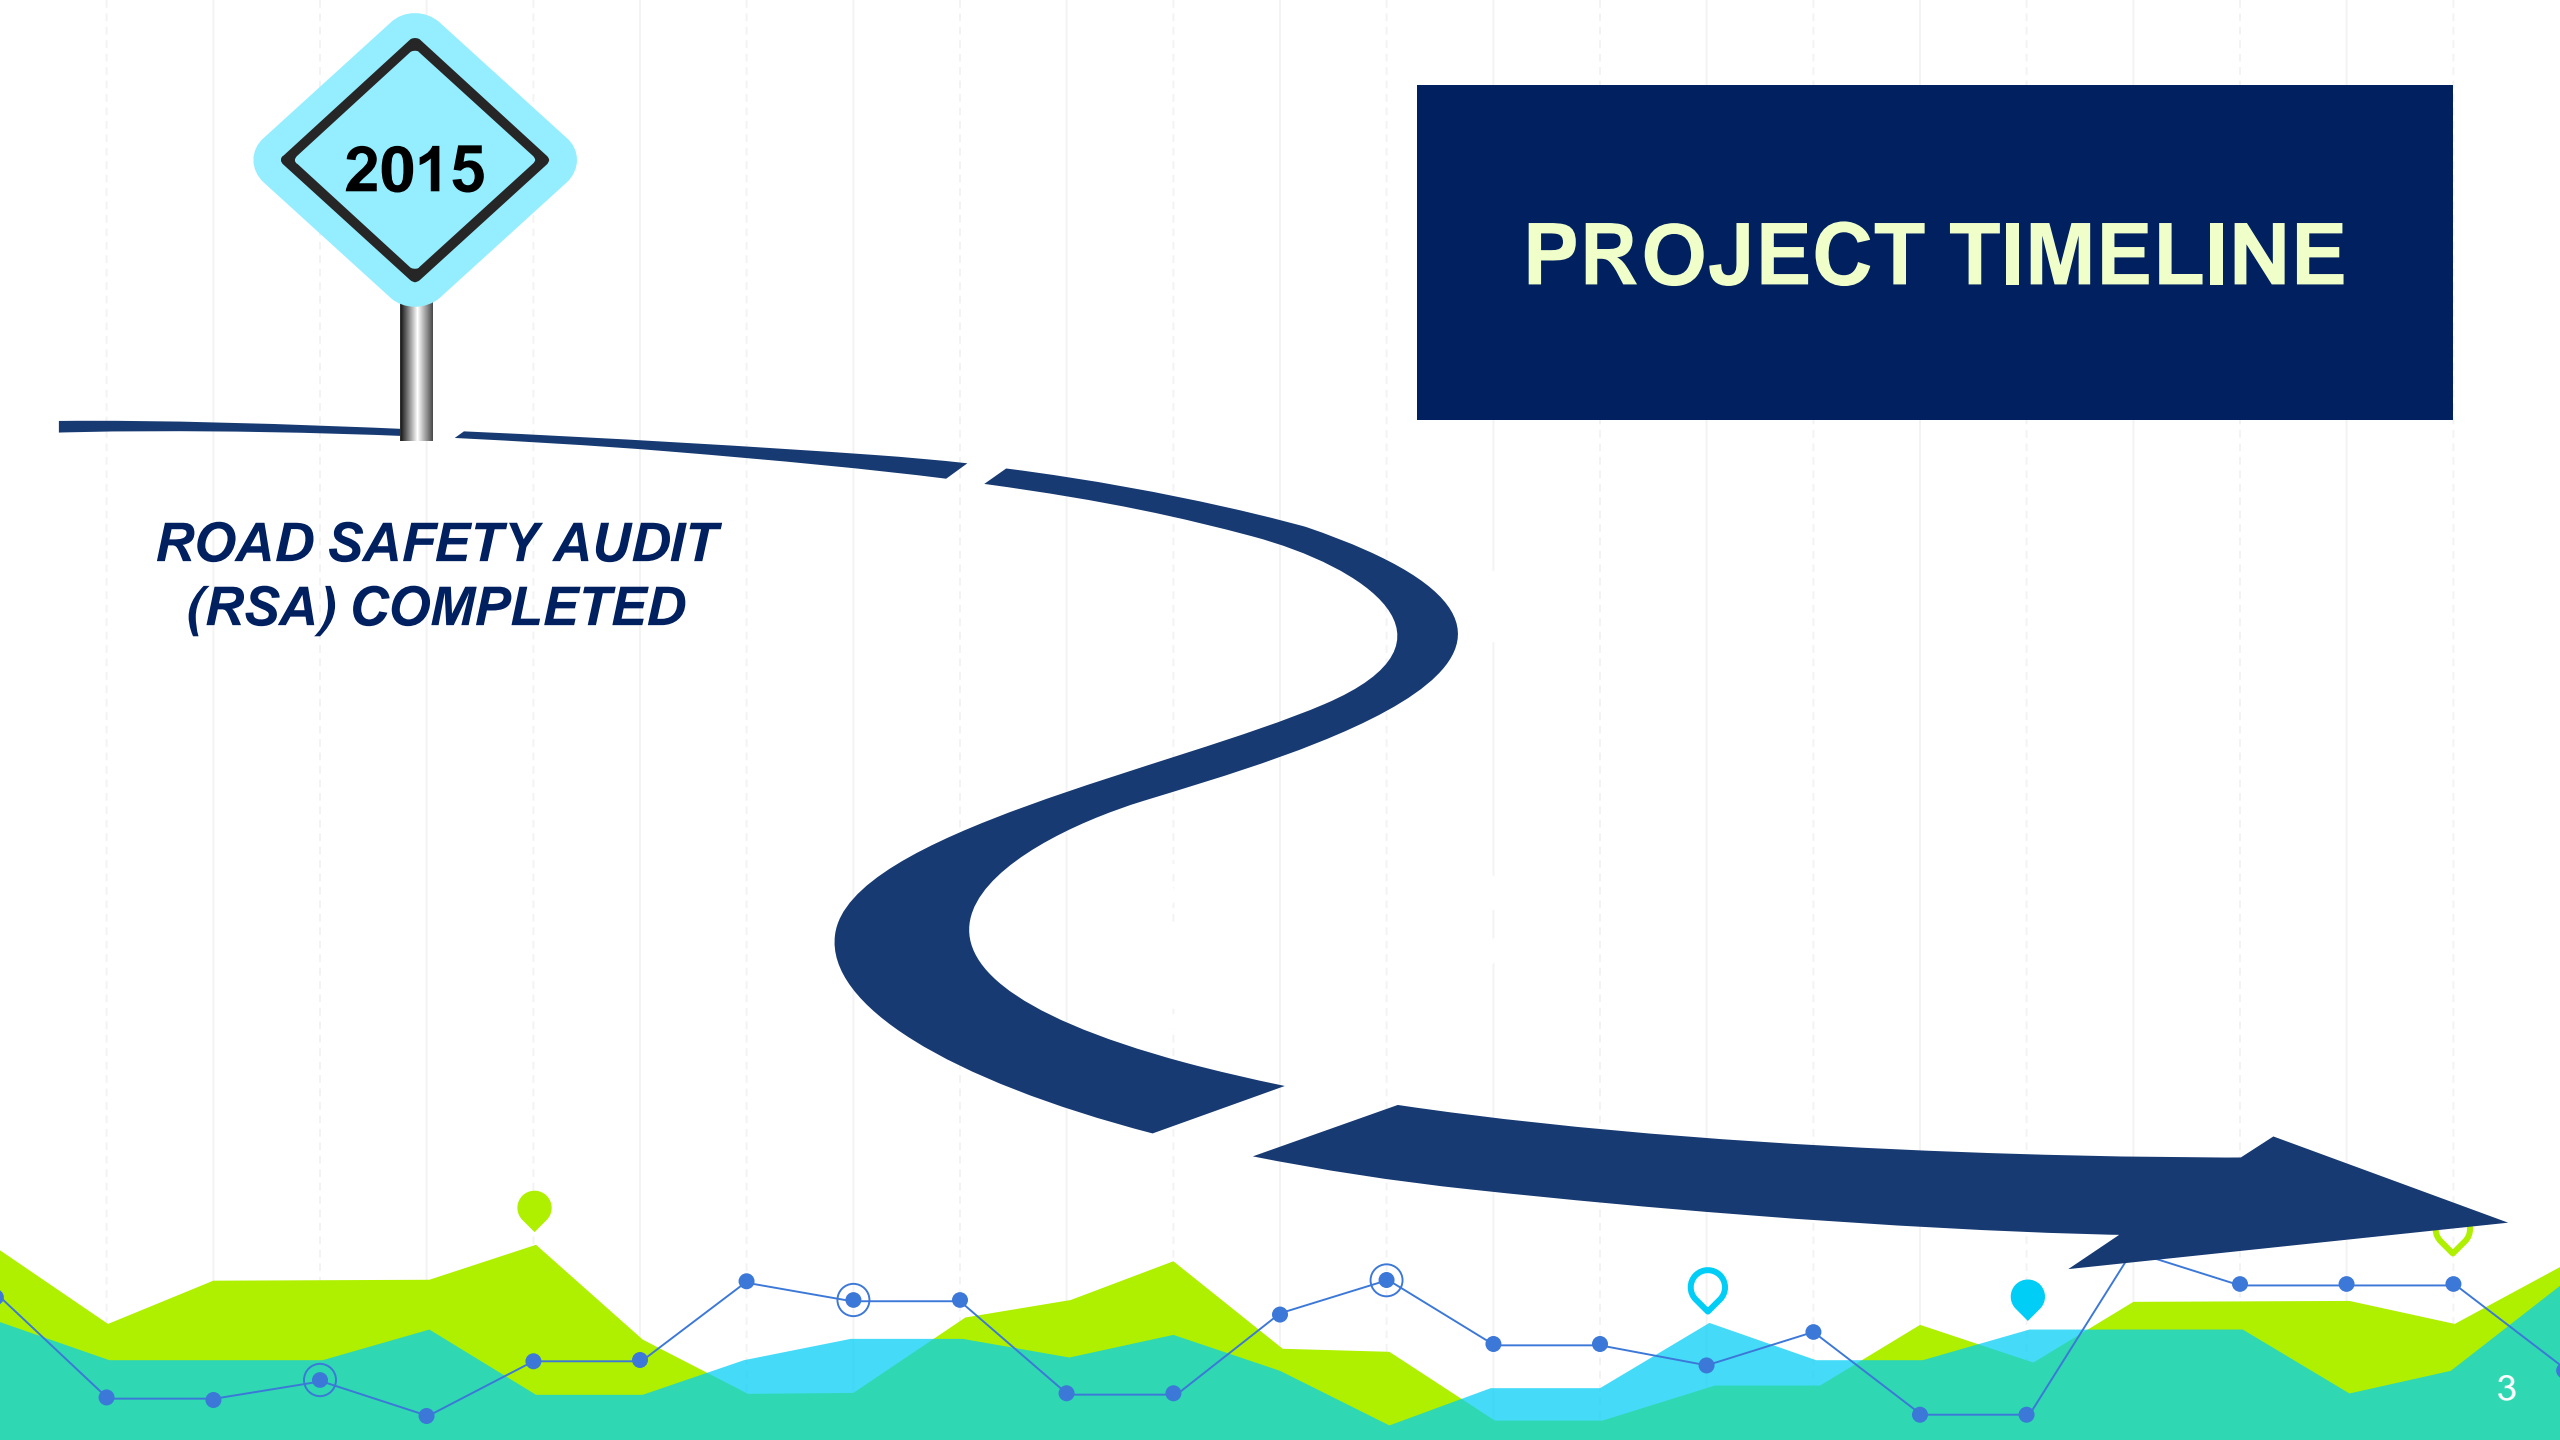 2015
PROJECT TIMELINE
ROAD SAFETY AUDIT
(RSA) COMPLETED
3